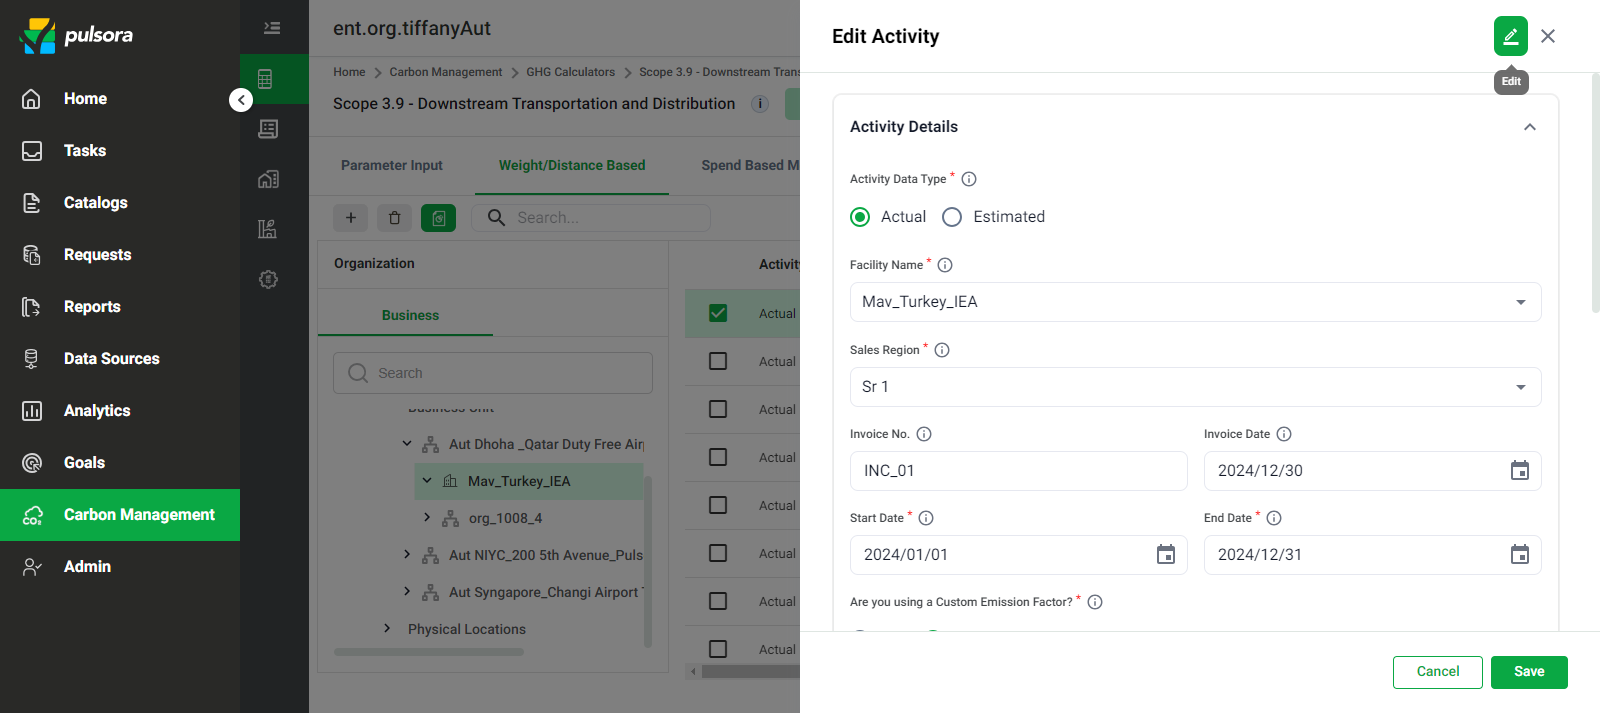 pulsora
Home
Tasks
Catalogs
Requests
Reports
Data Sources
Analytics
Goals
Carbon Management
Admin
ent.org.tiffanyAut
Home > Carbon Management > GHG Calculators > Scope 3.9 - Downstream Tran
Scope 3.9 - Downstream Transportation and Distribution
Parameter Input
Weight/Distance Based
Spend Based M
Search...
Organization
Business
Search
Business Unit
Aut Dhoha _Qatar Duty Free Air
Mav_Turkey_IEA
org_1008_4
Aut NIYC_200 5th Avenue_Puls
Aut Syngapore_Changi Airport T
Physical Locations
Activity
Actual
Actual
Actual
Actual
Actual
Actual
Actual
Actual
Edit Activity
Edit
Activity Details
Activity Data Type *
Actual
Estimated
Facility Name *
Mav_Turkey_IEA
Sales Region *
Sr 1
Invoice No.
Invoice Date
INC_01
2024/12/30
Start Date *
End Date *
2024/01/01
2024/12/31
Are you using a Custom Emission Factor? *
Cancel
Save